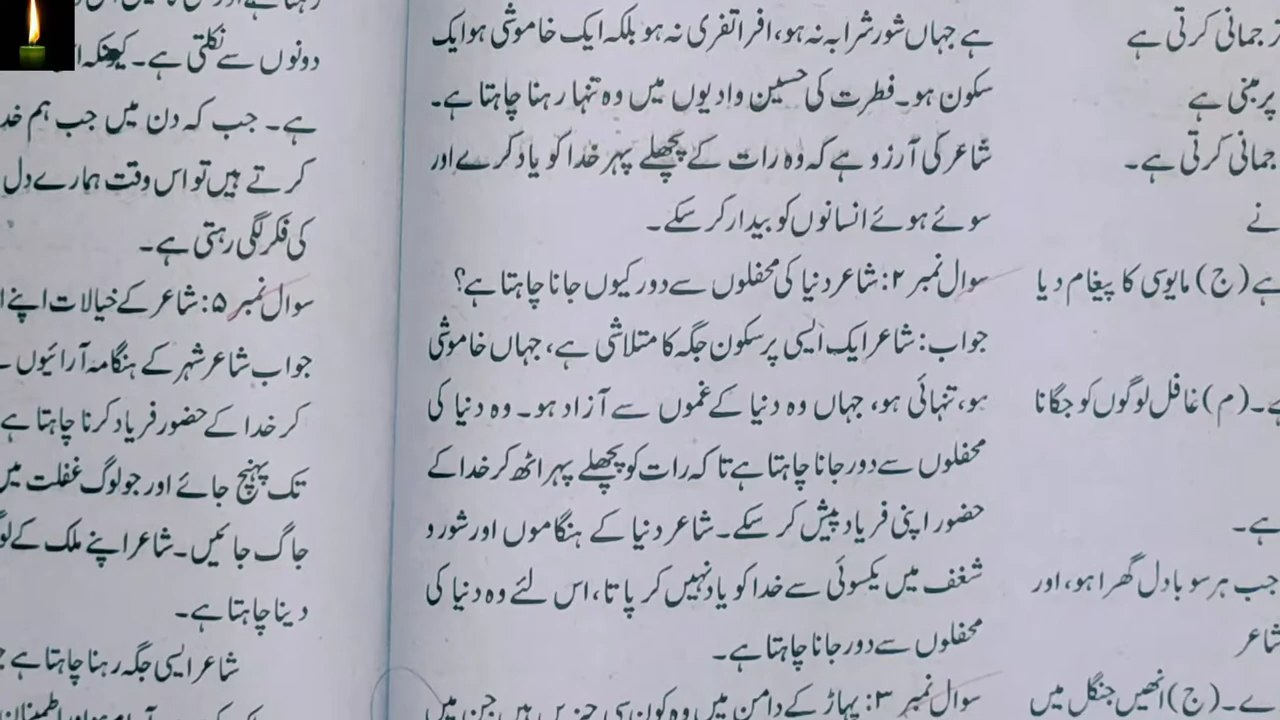 ترجمانی کرتی ہے
پر مبنی ہے
جمانی کرتی ہے۔
نے
ہے (ج) مایوسی کا پیغام دیا
ہے۔ (م) غافل لوگوں کو جگانا
ہے۔
جب ہر سو بادل گھرا ہو، اور
شاعر
ے۔ (ج) انھیں جنگل میں
ہے جہاں شور شرابہ نہ ہو، افراتفری نہ ہو بلکہ ایک خاموشی ہو ایک
سکون ہو۔ فطرت کی حسین وادیوں میں وہ تنہا رہنا چاہتا ہے۔
شاعر کی آرزو ہے کہ وہ رات کے پچھلے پہر خدا کو یاد کرے اور
سوئے ہوئے انسانوں کو بیدار کر سکے۔
سوال نمبر ۲: شاعر دنیا کی محفلوں سے دور کیوں جانا چاہتا ہے؟
جواب: شاعر ایک ایسی پرسکون جگہ کا متلاشی ہے، جہاں خاموشی
ہو، تنہائی ہو، جہاں وہ دنیا کے غموں سے آزاد ہو۔ وہ دنیا کی
محفلوں سے دور جانا چاہتا ہے تا کہ رات کو پچھلے پہر اٹھ کر خدا کے
حضور اپنی فریاد پیش کر سکے۔ شاعر دنیا کے ہنگاموں اور شور و
شغف میں یکسوئی سے خدا کو یاد نہیں کر پاتا، اس لئے وہ دنیا کی
محفلوں سے دور جانا چاہتا ہے۔
سوال نمبر ۳: پہاڑ کے دامن میں وہ کون سی چیزیں ہیں جن میں
دونوں سے نکلتی ہے۔ کیونکہ
ہے۔ جب کہ دن میں جب ہم خد
کرتے ہیں تو اس وقت ہمارے دل
کی فکر لگی رہتی ہے۔
سوال نمبر ۵: شاعر کے خیالات اپنے ا
جواب شاعر شہر کے ہنگامہ آرائیوں
کر خدا کے حضور فریاد کرنا چاہتا ہے
تک پہنچ جائے اور جو لوگ غفلت میں
جاگ جائیں۔ شاعر اپنے ملک کے لو
دینا چاہتا ہے۔
شاعر ایسی جگہ رہنا چاہتا ہے